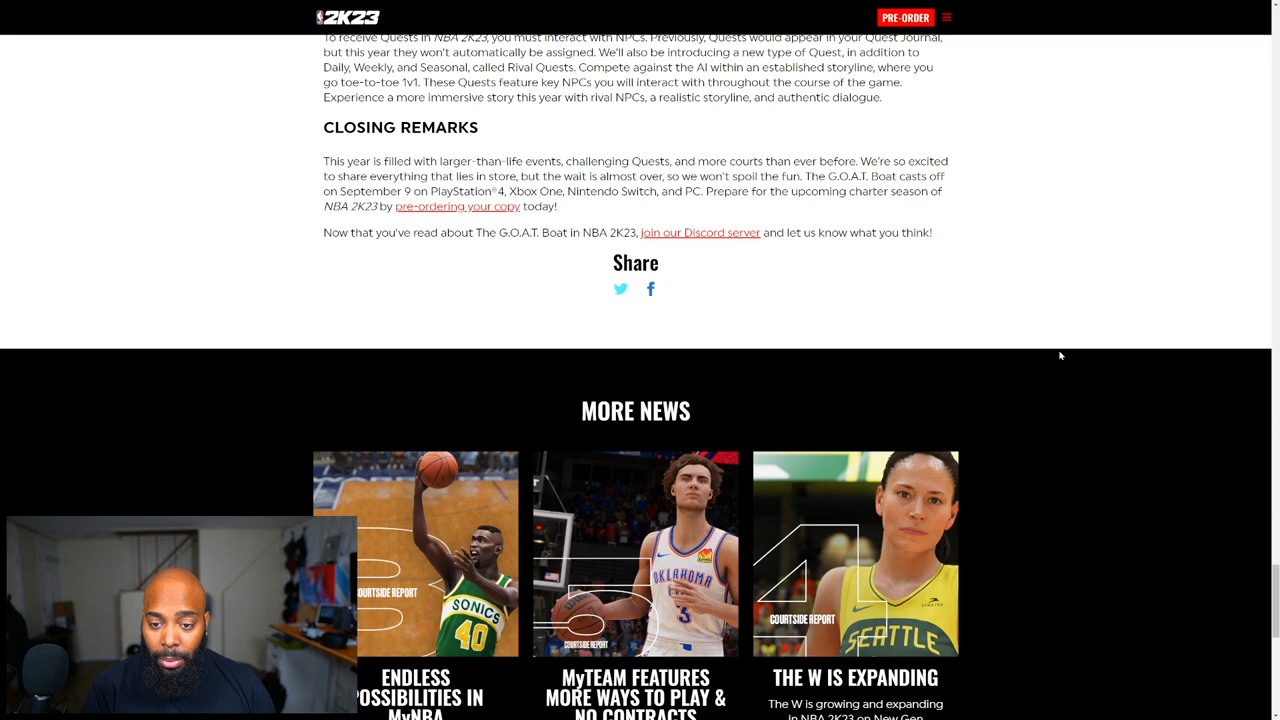 2K23
PRE-ORDER
To receive Quests in NBA 2K23, you must interact with NPCs. Previously, Quests would appear in your Quest Journal,
but this year they won't automatically be assigned. We'll also be introducing a new type of Quest, in addition to
Daily, Weekly, and Seasonal, called Rival Quests. Compete against the AI within an established storyline, where you
go toe-to-toe 1v1. These Quests feature key NPCs you will interact with throughout the course of the game.
Experience a more immersive story this year with rival NPCs, a realistic storyline, and authentic dialogue.
CLOSING REMARKS
This year is filled with larger-than-life events, challenging Quests, and more courts than ever before. We're so excited
to share everything that lies in store, but the wait is almost over, so we won't spoil the fun. The G.O.A.T. Boat casts off
on September 9 on PlayStation®4, Xbox One, Nintendo Switch, and PC. Prepare for the upcoming charter season of
NBA 2K23 by pre-ordering your copy today!
Now that you've read about The G.O.A.T. Boat in NBA 2K23, join our Discord server and let us know what you think!
Share
MORE NEWS
COURTSIDE REPORT
SONICS
40
OKLAHOMA
3
5
COURTSIDE REPORT
4
COURTSIDE REPORT
SEATTLE
ENDLESS
POSSIBILITIES IN
MyNBA
MyTEAM FEATURES
MORE WAYS TO PLAY &
NO CONTRACTS
THE W IS EXPANDING
The W is growing and expanding
in NBA 2K23 on New Gen